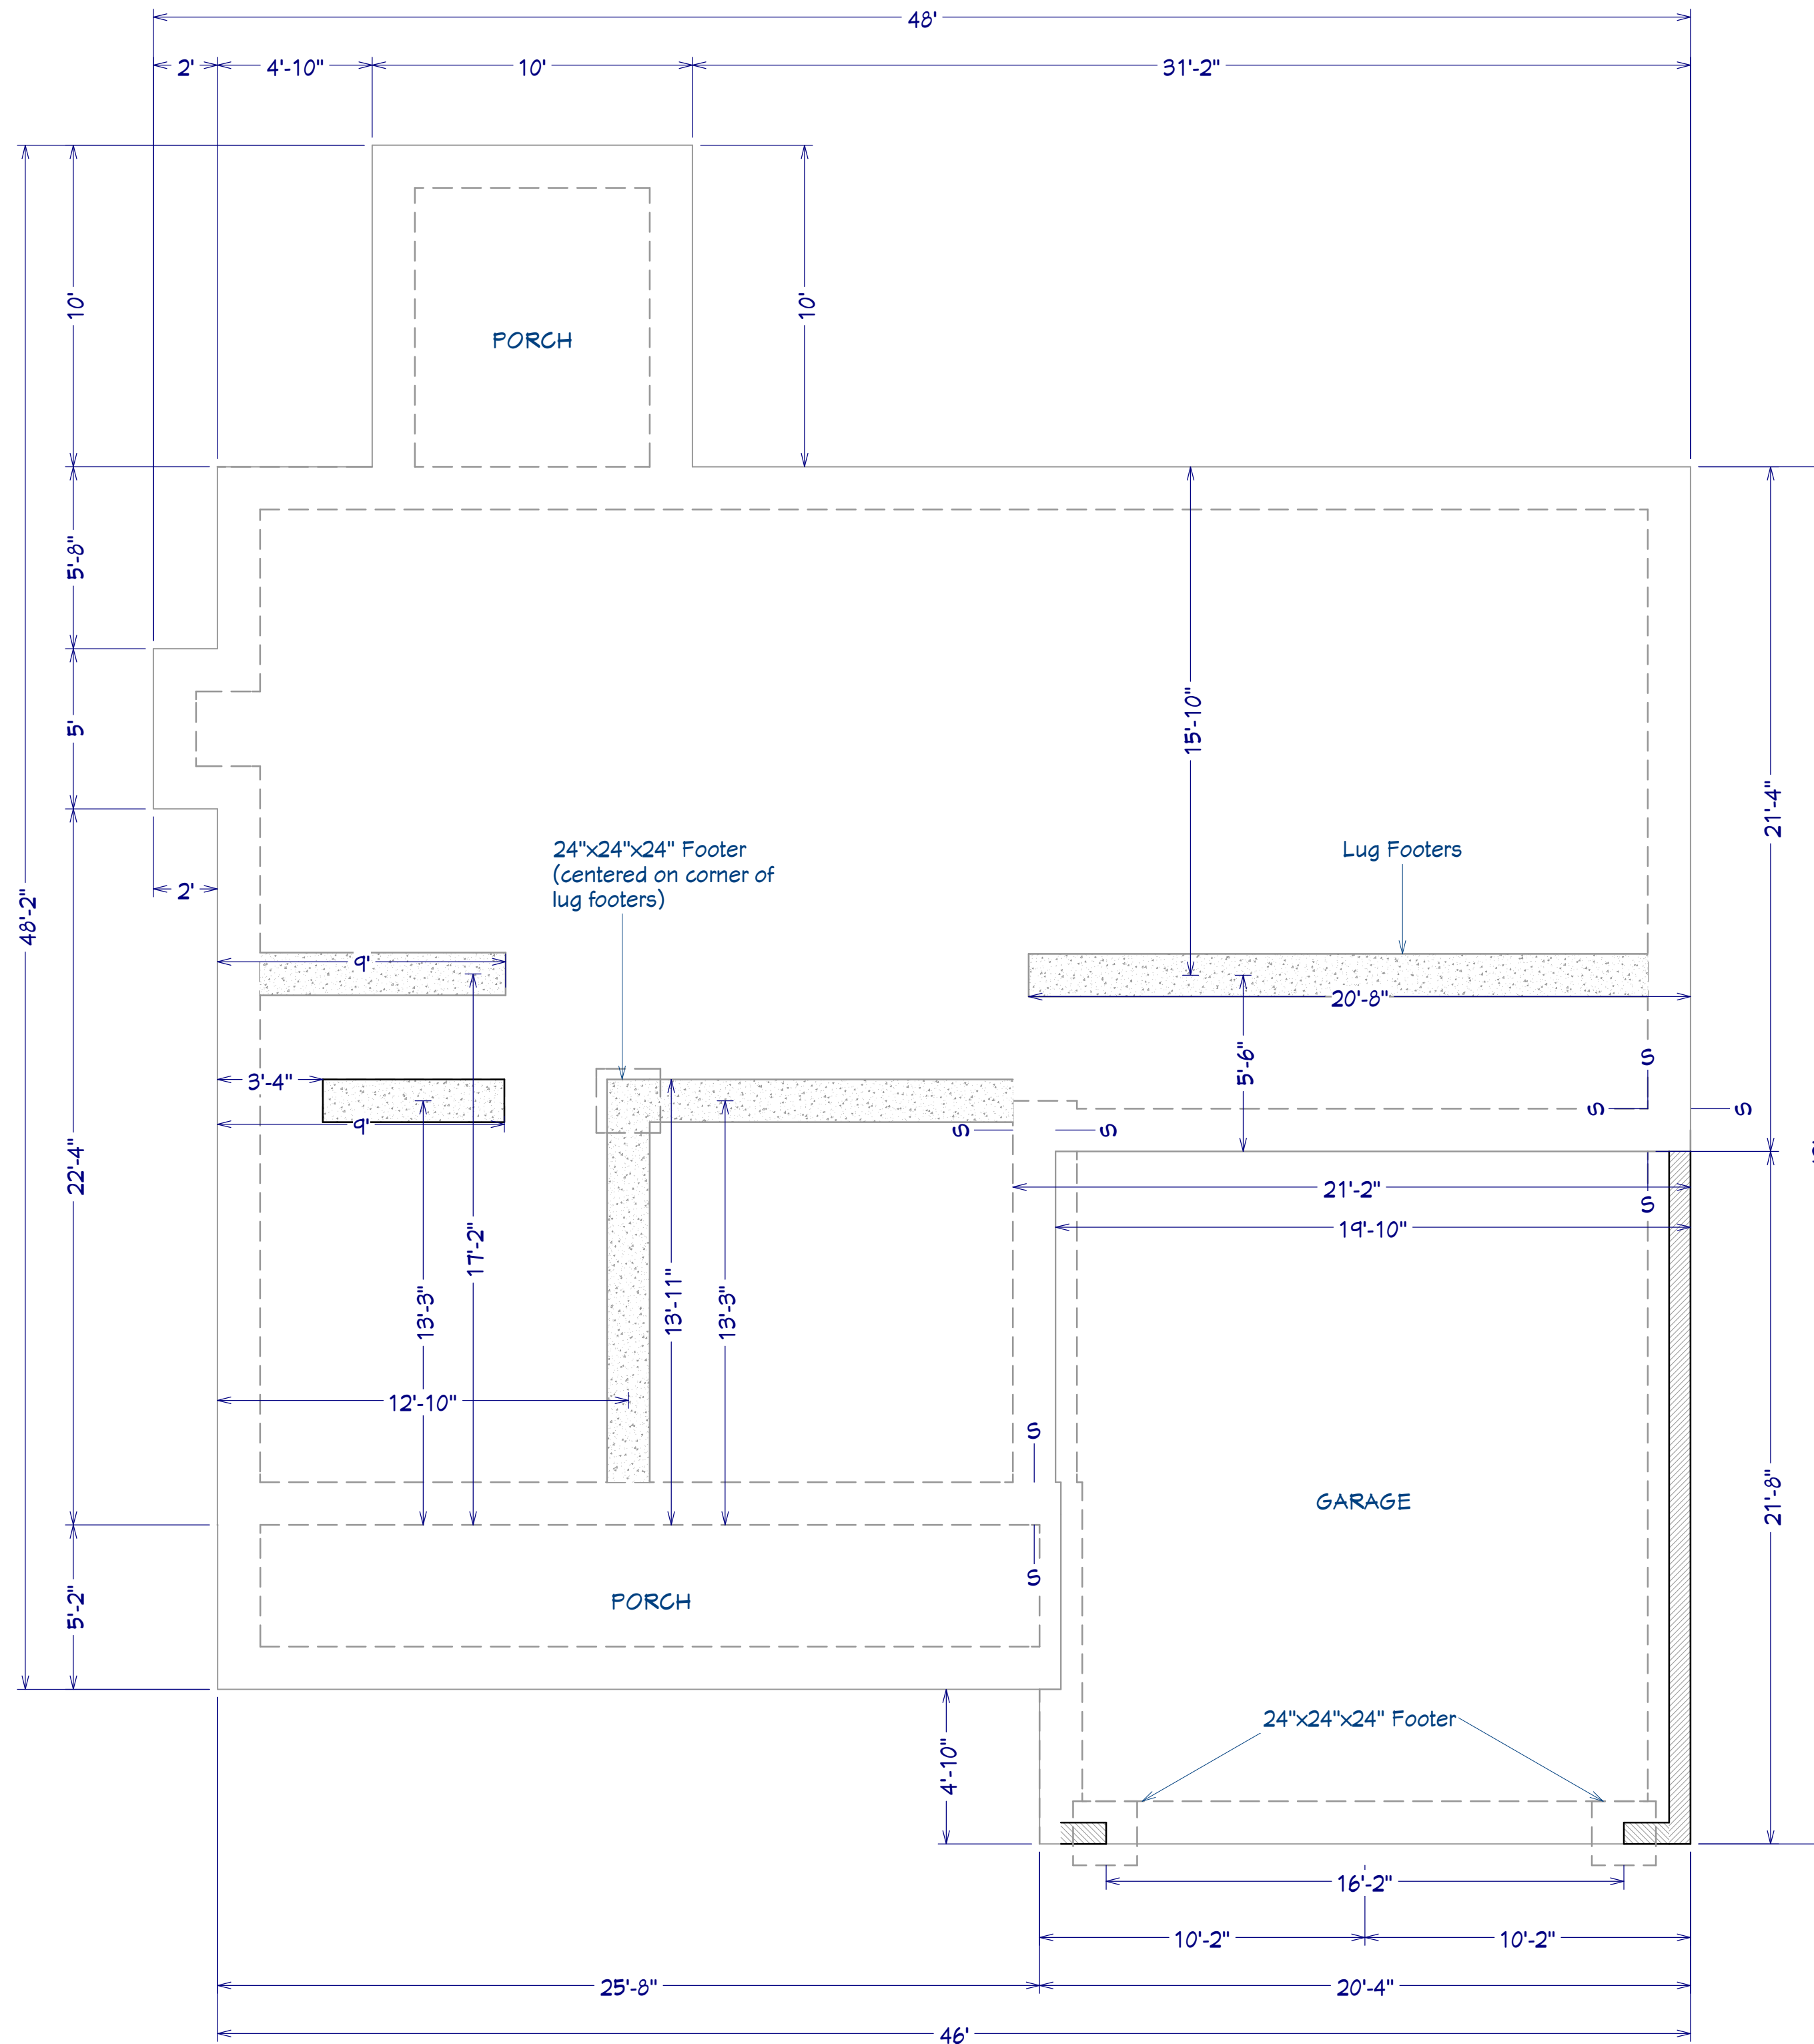 48'
2'
4'-10"
10'
31'-2"
10'
10'
PORCH
5'-8"
5'
15'-10"
21'-4"
24"x24"x24" Footer
(centered on corner of
lug footers)
Lug Footers
2'
48'-2"
9'
20'-8"
5'-6"
S
3'-4"
9'
S
S
S
S
22'-4"
21'-2"
S
19'-10"
17'-2"
13'-3"
13'-11"
13'-3"
12'-10"
S
GARAGE
21'-8"
S
5'-2"
PORCH
24"x24"x24" Footer
4'-10"
16'-2"
10'-2"
10'-2"
25'-8"
20'-4"
46'